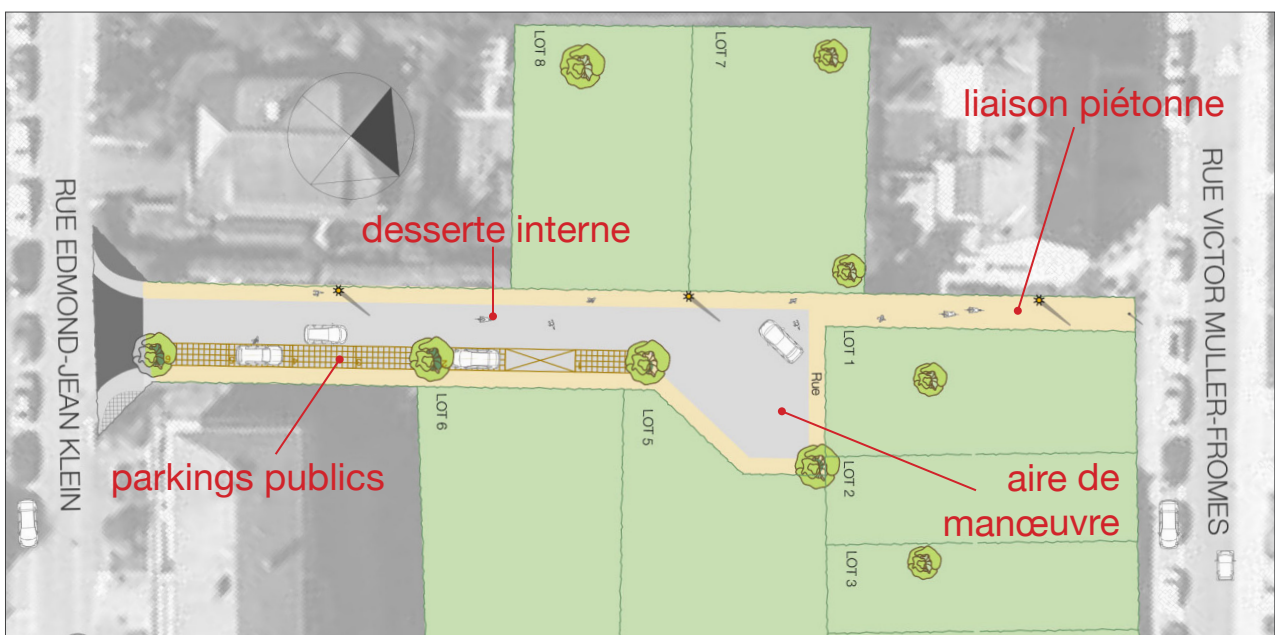 LOT 8
LOT 7
liaison piétonne
RUE EDMOND-JEAN KLEIN
RUE VICTOR MULLER-FROMES
desserte interne
LOT 1
Rue
LOT 6
LOT 5
parkings publics
LOT 2
aire de
manœuvre
LOT 3